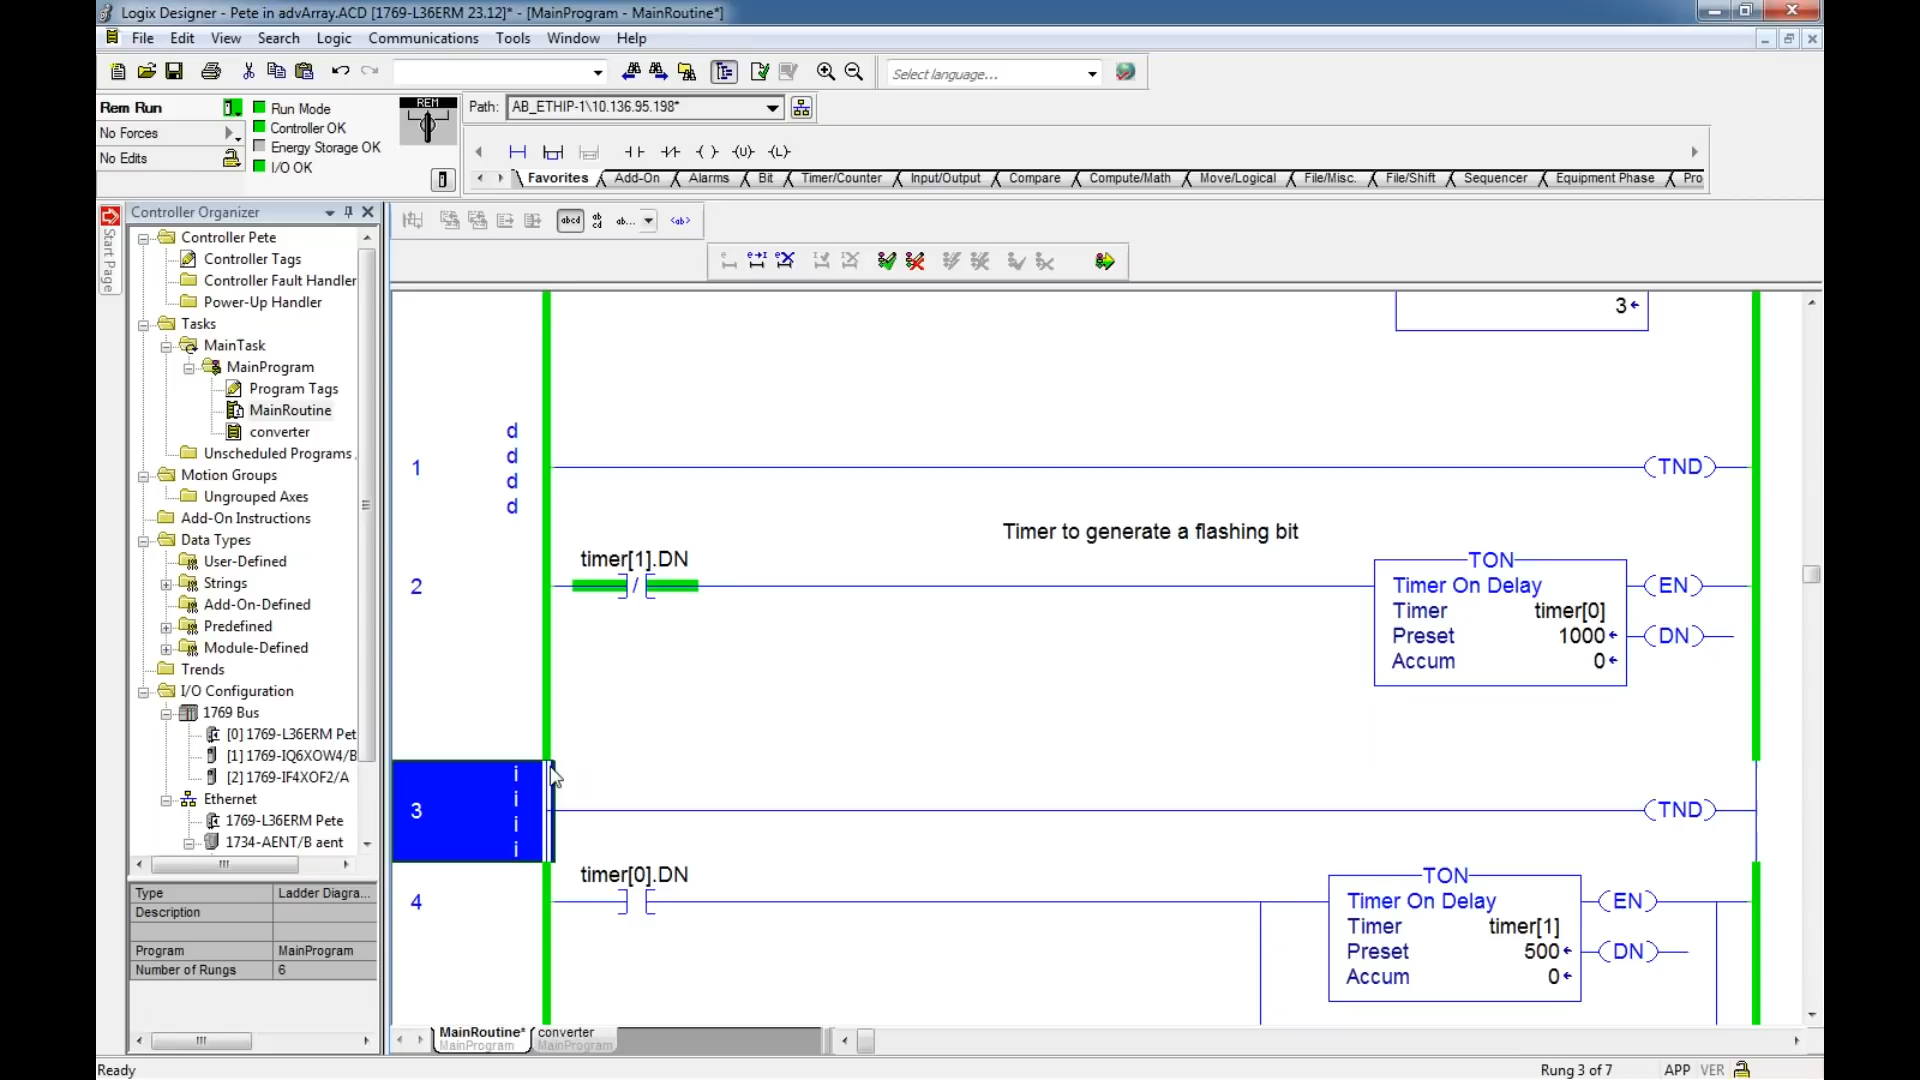 Logix Designer - Pete in advArray.ACD [1769-L36ERM 23.12]* - [MainProgram - MainRoutine*]
File Edit View Search Logic Communications Tools Window Help
Select language...
Rem Run
No Forces
No Edits
Run Mode
Controller OK
Energy Storage OK
I/O OK
REM
Path: AB_ETHIP-1\10.136.95.198*
Favorites Add-On Alarms Bit Timer/Counter Input/Output Compare Compute/Math Move/Logical File/Misc. File/Shift Sequencer Equipment Phase Pro
Start Page
Controller Organizer
Controller Pete
Controller Tags
Controller Fault Handler
Power-Up Handler
Tasks
MainTask
MainProgram
Program Tags
MainRoutine
converter
Unscheduled Programs
Motion Groups
Ungrouped Axes
Add-On Instructions
Data Types
User-Defined
Strings
Add-On-Defined
Predefined
Module-Defined
Trends
I/O Configuration
1769 Bus
[0] 1769-L36ERM Pet
[1] 1769-IQ6XOW4/B
[2] 1769-IF4XOF2/A
Ethernet
1769-L36ERM Pete
1734-AENT/B aent
Type Ladder Diagra...
Description
Program MainProgram
Number of Rungs 6
abcd ab cd ab... <ab>
3
1
d
d
d
d
TND
Timer to generate a flashing bit
2
timer[1].DN
TON
Timer On Delay
Timer timer[0]
Preset 1000
Accum 0
EN
DN
3
i
i
i
i
TND
4
timer[0].DN
TON
Timer On Delay
Timer timer[1]
Preset 500
Accum 0
EN
DN
MainRoutine*
MainProgram
converter
MainProgram
Ready
Rung 3 of 7
APP VER